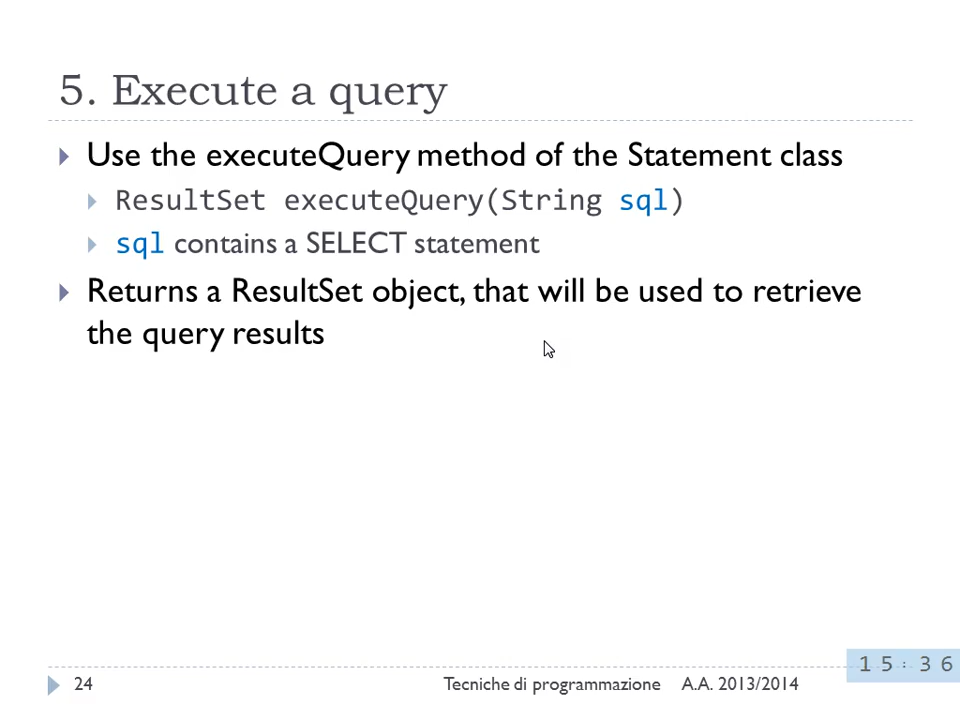 5. Execute a query
Use the executeQuery method of the Statement class
ResultSet executeQuery(String sql)
sql contains a SELECT statement
Returns a ResultSet object, that will be used to retrieve
the query results
24
Tecniche di programmazione A.A. 2013/2014
15:36